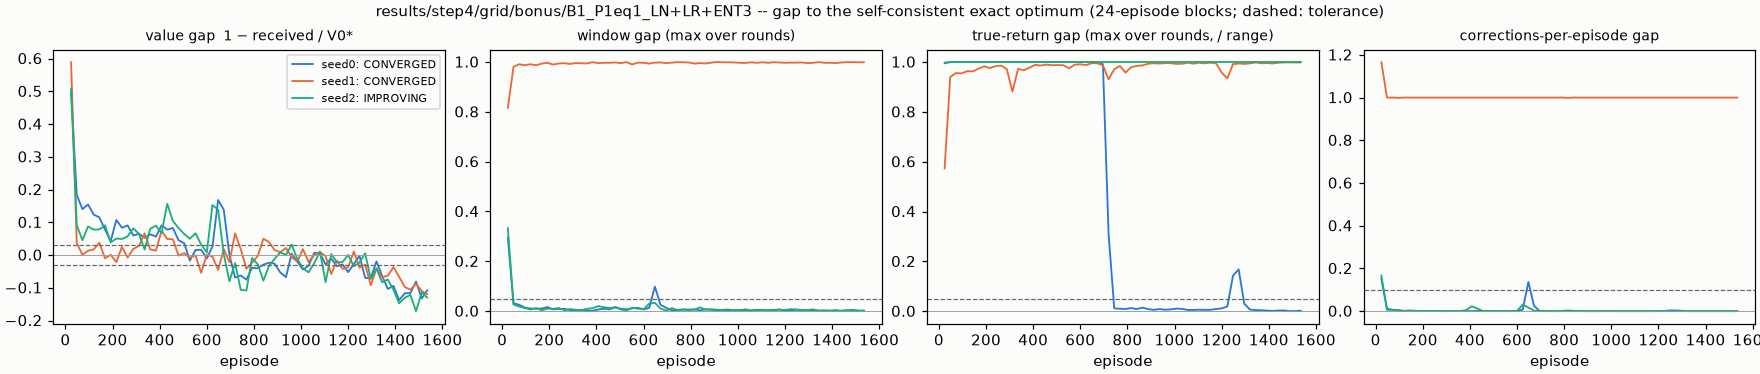 results/step4/grid/bonus/B1_P1eq1_LN+LR+ENT3 -- gap to the self-consistent exact optimum (24-episode blocks; dashed: tolerance)
value gap  1 − received / V0*
0.6
0.5
0.4
0.3
0.2
0.1
0.0
−0.1
−0.2
seed0: CONVERGED
seed1: CONVERGED
seed2: IMPROVING
0 200 400 600 800 1000 1200 1400 1600
episode
window gap (max over rounds)
1.0
0.8
0.6
0.4
0.2
0.0
0 200 400 600 800 1000 1200 1400 1600
episode
true-return gap (max over rounds, / range)
1.0
0.8
0.6
0.4
0.2
0.0
0 200 400 600 800 1000 1200 1400 1600
episode
corrections-per-episode gap
1.2
1.0
0.8
0.6
0.4
0.2
0.0
0 200 400 600 800 1000 1200 1400 160
episode